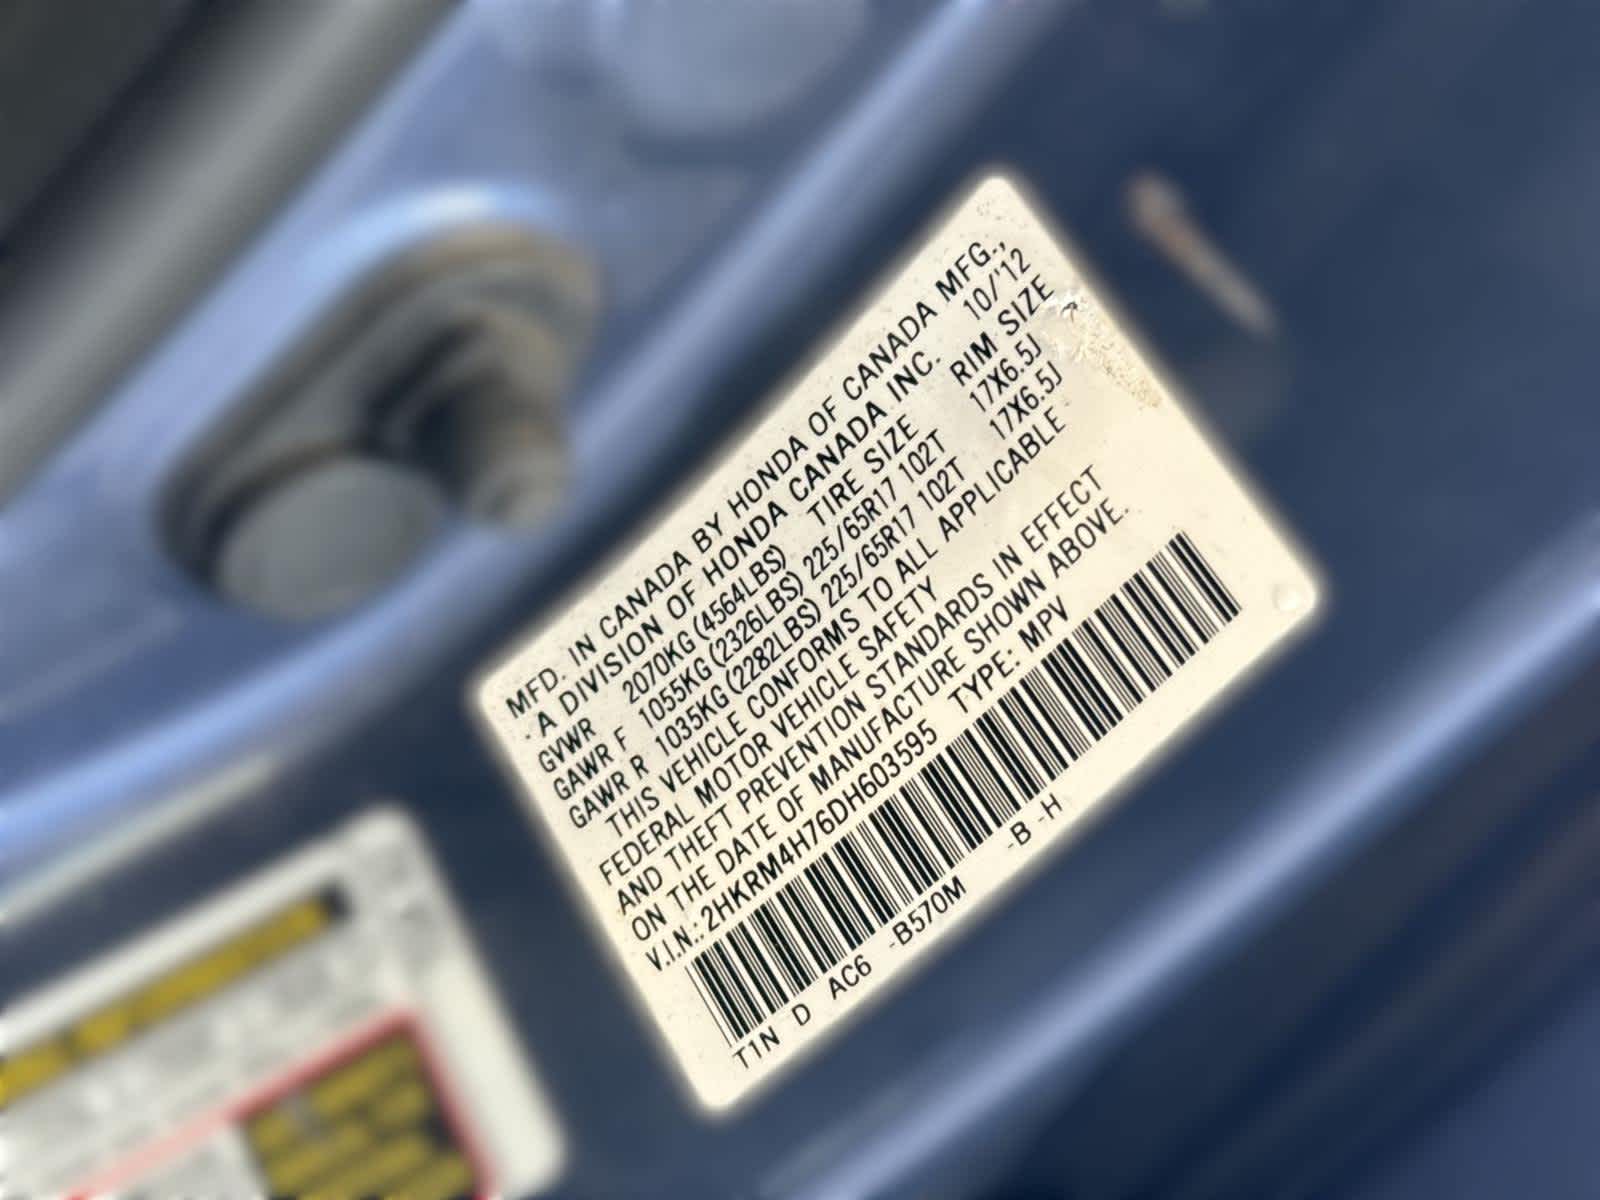 MFD. IN CANADA BY HONDA OF CANADA MFG.,
. A DIVISION OF HONDA CANADA INC. 10/'12
GVWR 2070KG (4564LBS) TIRE SIZE RIM SIZE
GAWR F 1055KG (2326LBS) 225/65R17 102T 17X6.5J
GAWR R 1035KG (2282LBS) 225/65R17 102T 17X6.5J
THIS VEHICLE CONFORMS TO ALL APPLICABLE
FEDERAL MOTOR VEHICLE SAFETY
AND THEFT PREVENTION STANDARDS IN EFFECT
ON THE DATE OF MANUFACTURE SHOWN ABOVE.
V.I.N.: 2HKRM4H76DH603595 TYPE: MPV
T1N D AC6 -B570M -B -H